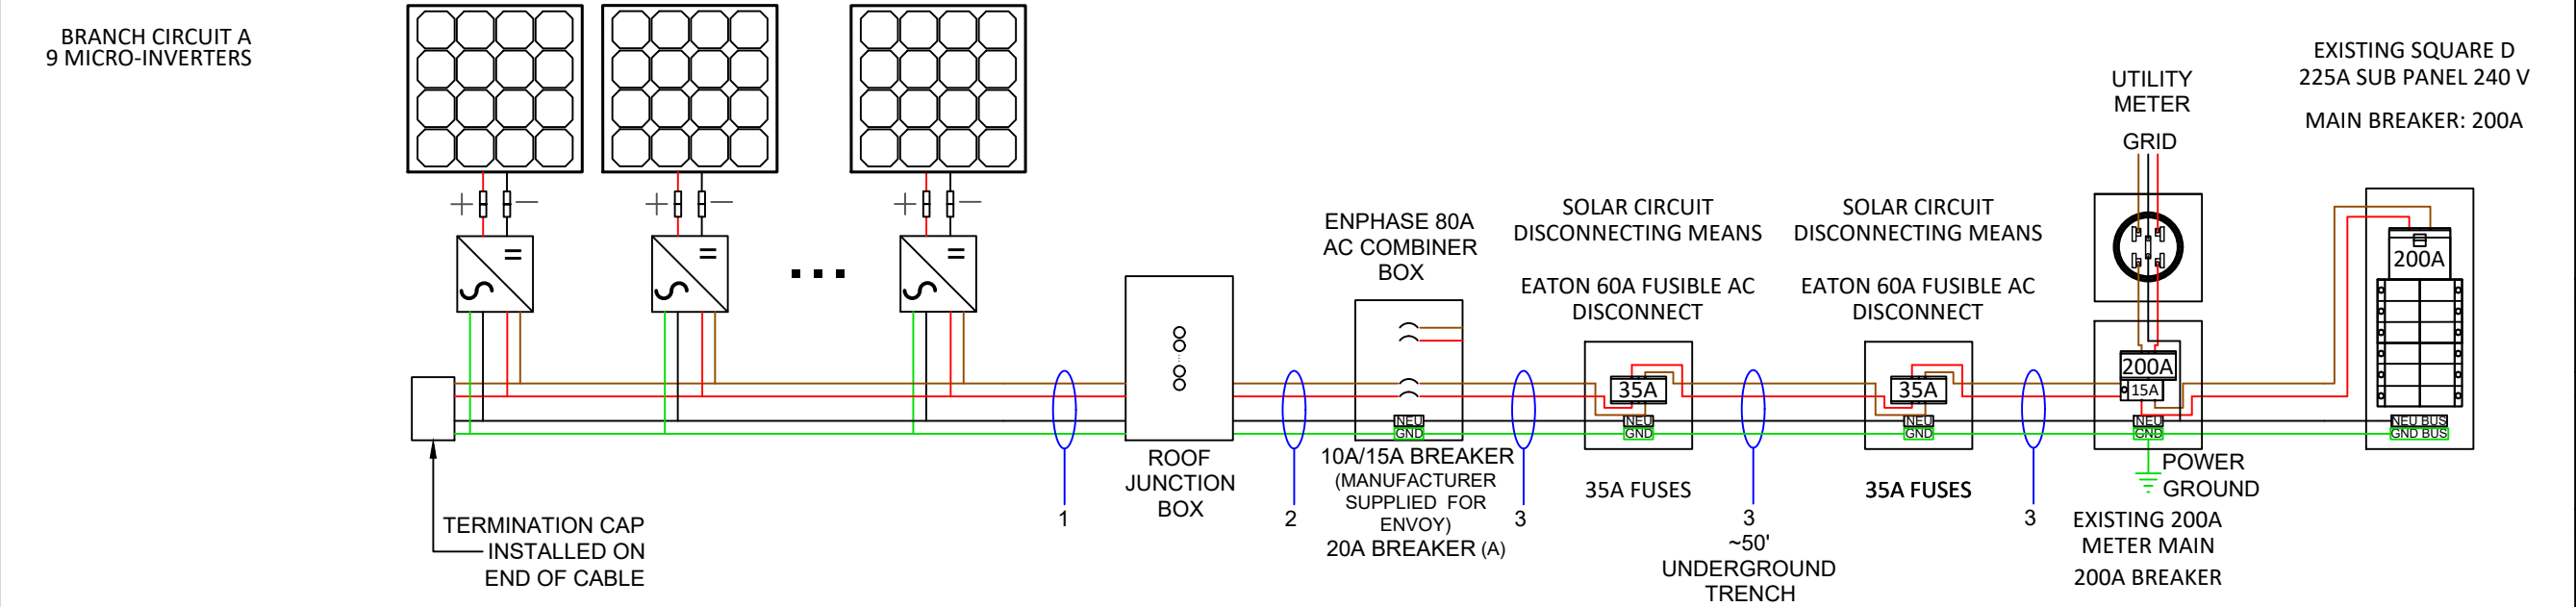 BRANCH CIRCUIT A
9 MICRO-INVERTERS
+
—
+
—
+
—
TERMINATION CAP
INSTALLED ON
END OF CABLE
1
ROOF
JUNCTION
BOX
2
ENPHASE 80A
AC COMBINER
BOX
NEU
GND
10A/15A BREAKER
(MANUFACTURER
SUPPLIED FOR
ENVOY)
20A BREAKER (A)
3
SOLAR CIRCUIT
DISCONNECTING MEANS
EATON 60A FUSIBLE AC
DISCONNECT
35A
NEU
GND
35A FUSES
3
~50'
UNDERGROUND
TRENCH
SOLAR CIRCUIT
DISCONNECTING MEANS
EATON 60A FUSIBLE AC
DISCONNECT
35A
NEU
GND
35A FUSES
3
UTILITY
METER
GRID
200A
15A
NEU
GND
POWER
GROUND
EXISTING 200A
METER MAIN
200A BREAKER
EXISTING SQUARE D
225A SUB PANEL 240 V
MAIN BREAKER: 200A
200A
NEU BUS
GND BUS